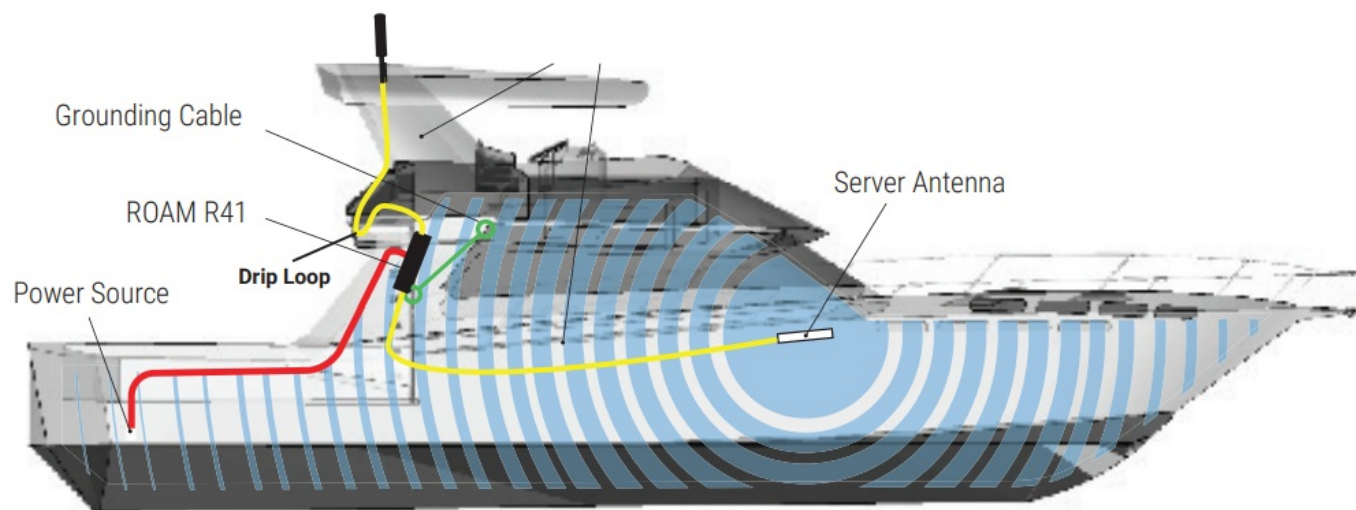 Grounding Cable
Server Antenna
ROAM R41
Drip Loop
Power Source